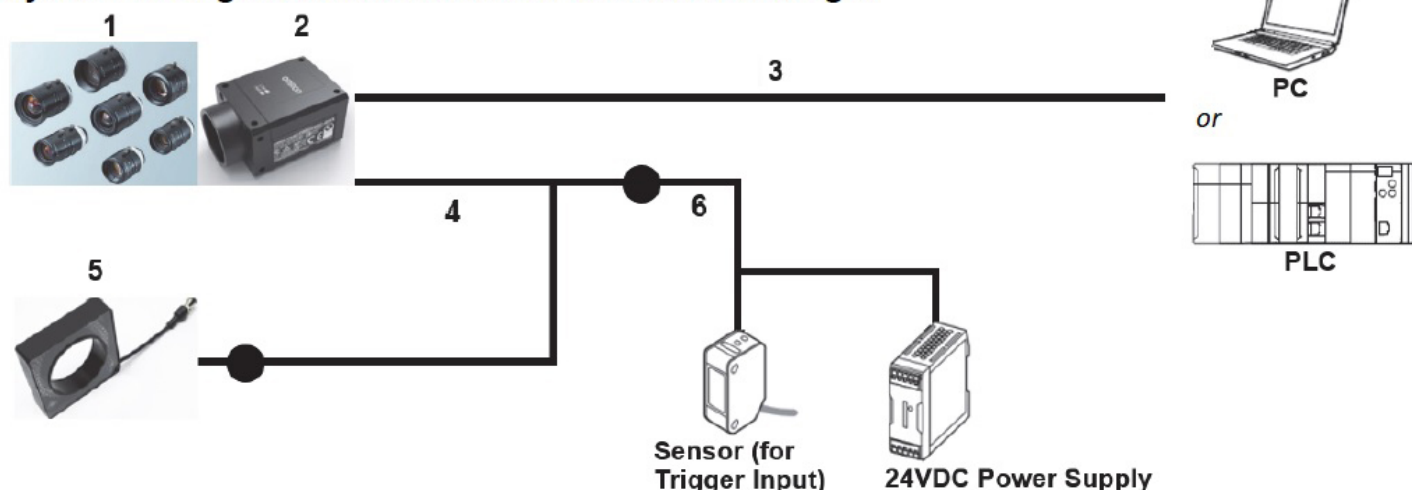 1
2
3
PC
or
4
6
PLC
5
Sensor (for
Trigger Input)
24VDC Power Supply